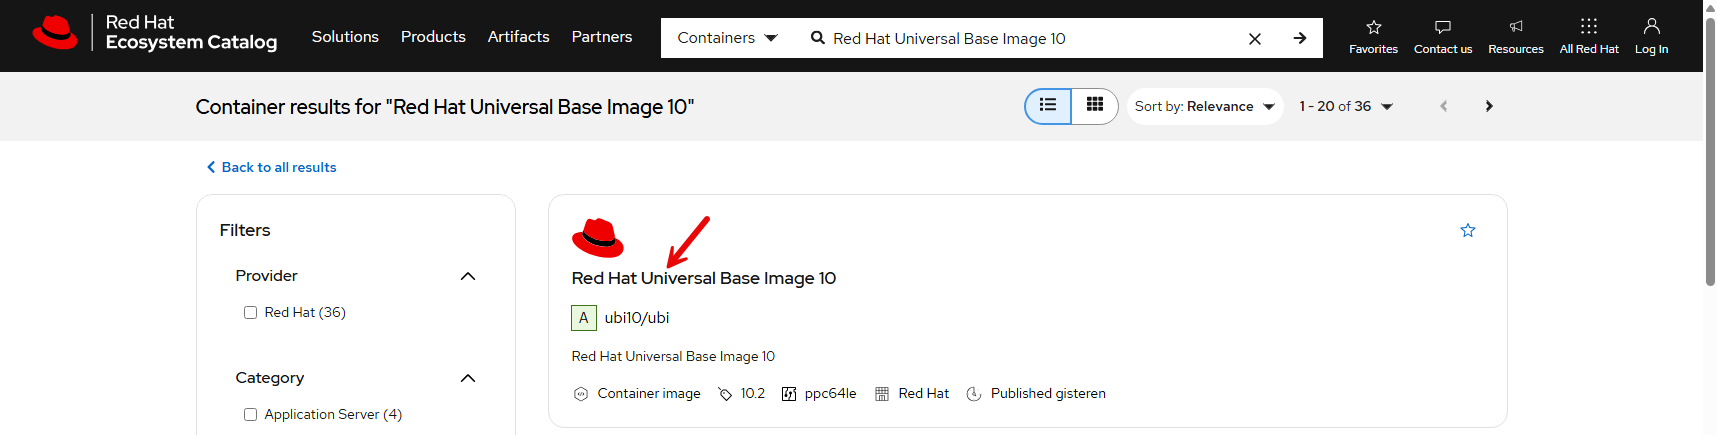 Red Hat
Ecosystem Catalog
Solutions Products Artifacts Partners
Containers Red Hat Universal Base Image 10
Favorites Contact us Resources All Red Hat Log In
Container results for "Red Hat Universal Base Image 10"
Sort by: Relevance 1 - 20 of 36
Back to all results
Filters
Provider
Red Hat (36)
Category
Application Server (4)
Red Hat Universal Base Image 10
A ubi10/ubi
Red Hat Universal Base Image 10
Container image 10.2 ppc64le Red Hat Published gisteren